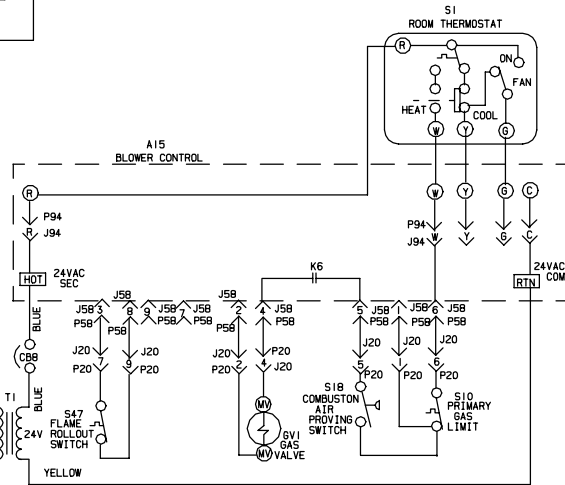 S1
ROOM THERMOSTAT
R
ON
FAN
HEAT
COOL
W Y G
A15
BLOWER CONTROL
R W Y G C
P94 P94
R J94 J94 W Y G C
HOT 24VAC SEC
K6
RTN 24VAC COM
J58 J58 J58 J58 J58 J58 J58
3 8 9 7 2 4 5 1 6
P58 P58 P58 P58 P58 P58 P58 P58
BLUE
J20 J20 J20 P20 J20 J20 J20
7 9 2 4 5 1 6
P20 P20 P20 J20 P20 P20 P20
CB8
BLUE
T1
24V
S47
FLAME
ROLLOUT
SWITCH
MV
GV1
GAS
VALVE
MV
S18
COMBUSTON
AIR
PROVING
SWITCH
S10
PRIMARY
GAS
LIMIT
YELLOW